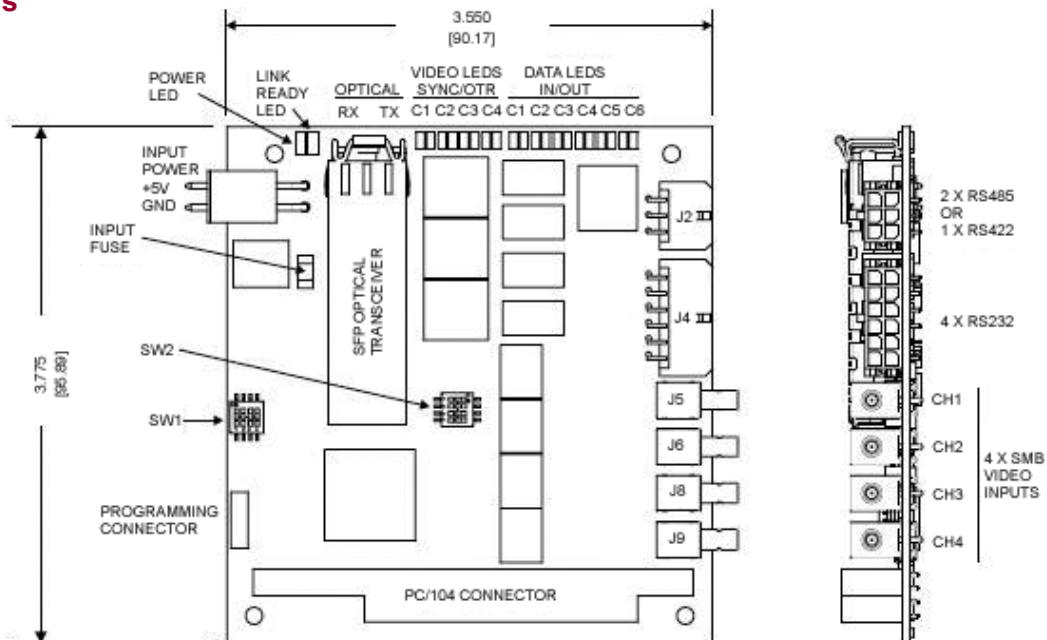 s
3.550
[90.17]
POWER
LED
LINK
READY
LED
OPTICAL
RX TX
VIDEO LEDS
SYNC/OTR
C1 C2 C3 C4
DATA LEDS
IN/OUT
C1 C2 C3 C4 C5 C6
INPUT
POWER
+5V
GND
INPUT
FUSE
SFP OPTICAL
TRANSCEIVER
J2
J4
SW2
SW1
J5
J6
J8
J9
3.775
[95.89]
PROGRAMMING
CONNECTOR
PC/104 CONNECTOR
2 X RS485
OR
1 X RS422
4 X RS232
CH1
CH2
CH3
CH4
4 X SMB
VIDEO
INPUTS